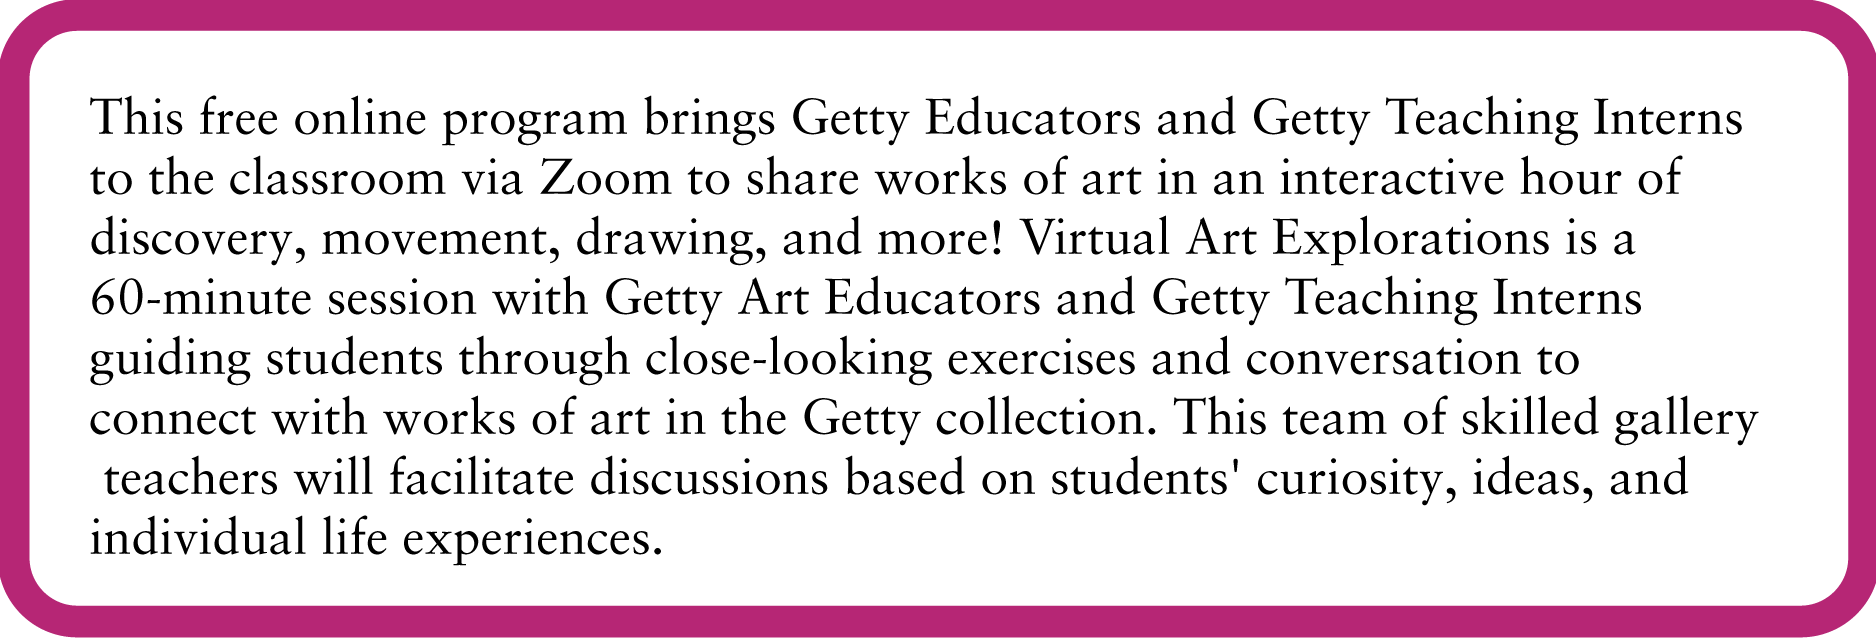 This free online program brings Getty Educators and Getty Teaching Interns
to the classroom via Zoom to share works of art in an interactive hour of
discovery, movement, drawing, and more! Virtual Art Explorations is a
60-minute session with Getty Art Educators and Getty Teaching Interns
guiding students through close-looking exercises and conversation to
connect with works of art in the Getty collection. This team of skilled gallery
teachers will facilitate discussions based on students' curiosity, ideas, and
individual life experiences.